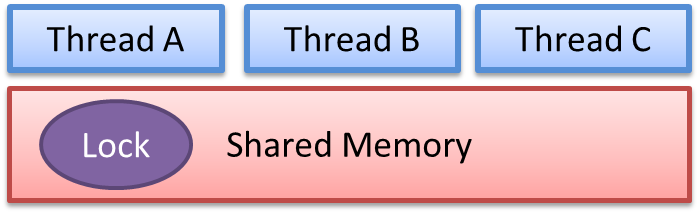 Thread A Thread B Thread C
Lock Shared Memory